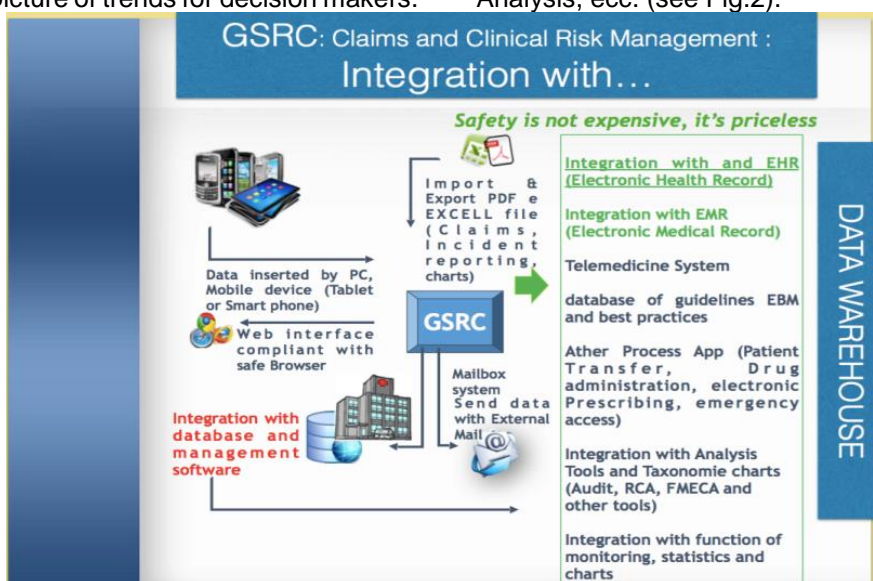 picture of trends for decision makers.
Analysis, ecc. (see Fig.2).
GSRC: Claims and Clinical Risk Management :
Integration with...
Safety is not expensive, it's priceless
Import &
Export PDF e
EXCELL file
(Claims,
Incident
reporting,
charts)
Data inserted by PC,
Mobile device (Tablet
or Smart phone)
GSRC
Web interface
compliant with
safe Browser
Mailbox
system
Send data
with External
Mail
Integration with
database and
management
software
Integration with and EHR
(Electronic Health Record)
Integration with EMR
(Electronic Medical Record)
Telemedicine System
database of guidelines EBM
and best practices
Ather Process App (Patient
Transfer, Drug
administration, electronic
Prescribing, emergency
access)
Integration with Analysis
Tools and Taxonomie charts
(Audit, RCA, FMECA and
other tools)
Integration with function of
monitoring, statistics and
charts
DATA WAREHOUSE